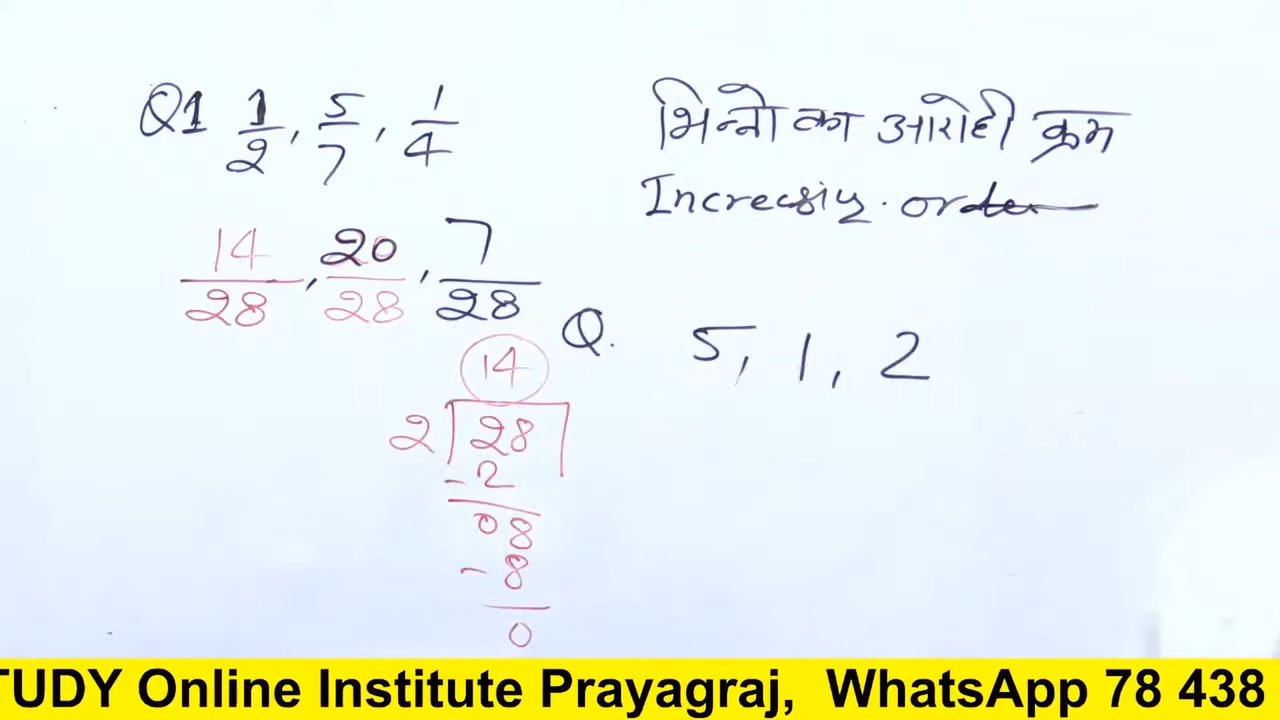 Q1 1/2, 5/7, 1/4
भिन्नो का आरोही क्रम
Increasing order
14/28, 20/28, 7/28
Q. 5, 1, 2
14
2 28
- 2
08
- 8
0
TUDY Online Institute Prayagraj, WhatsApp 78 438